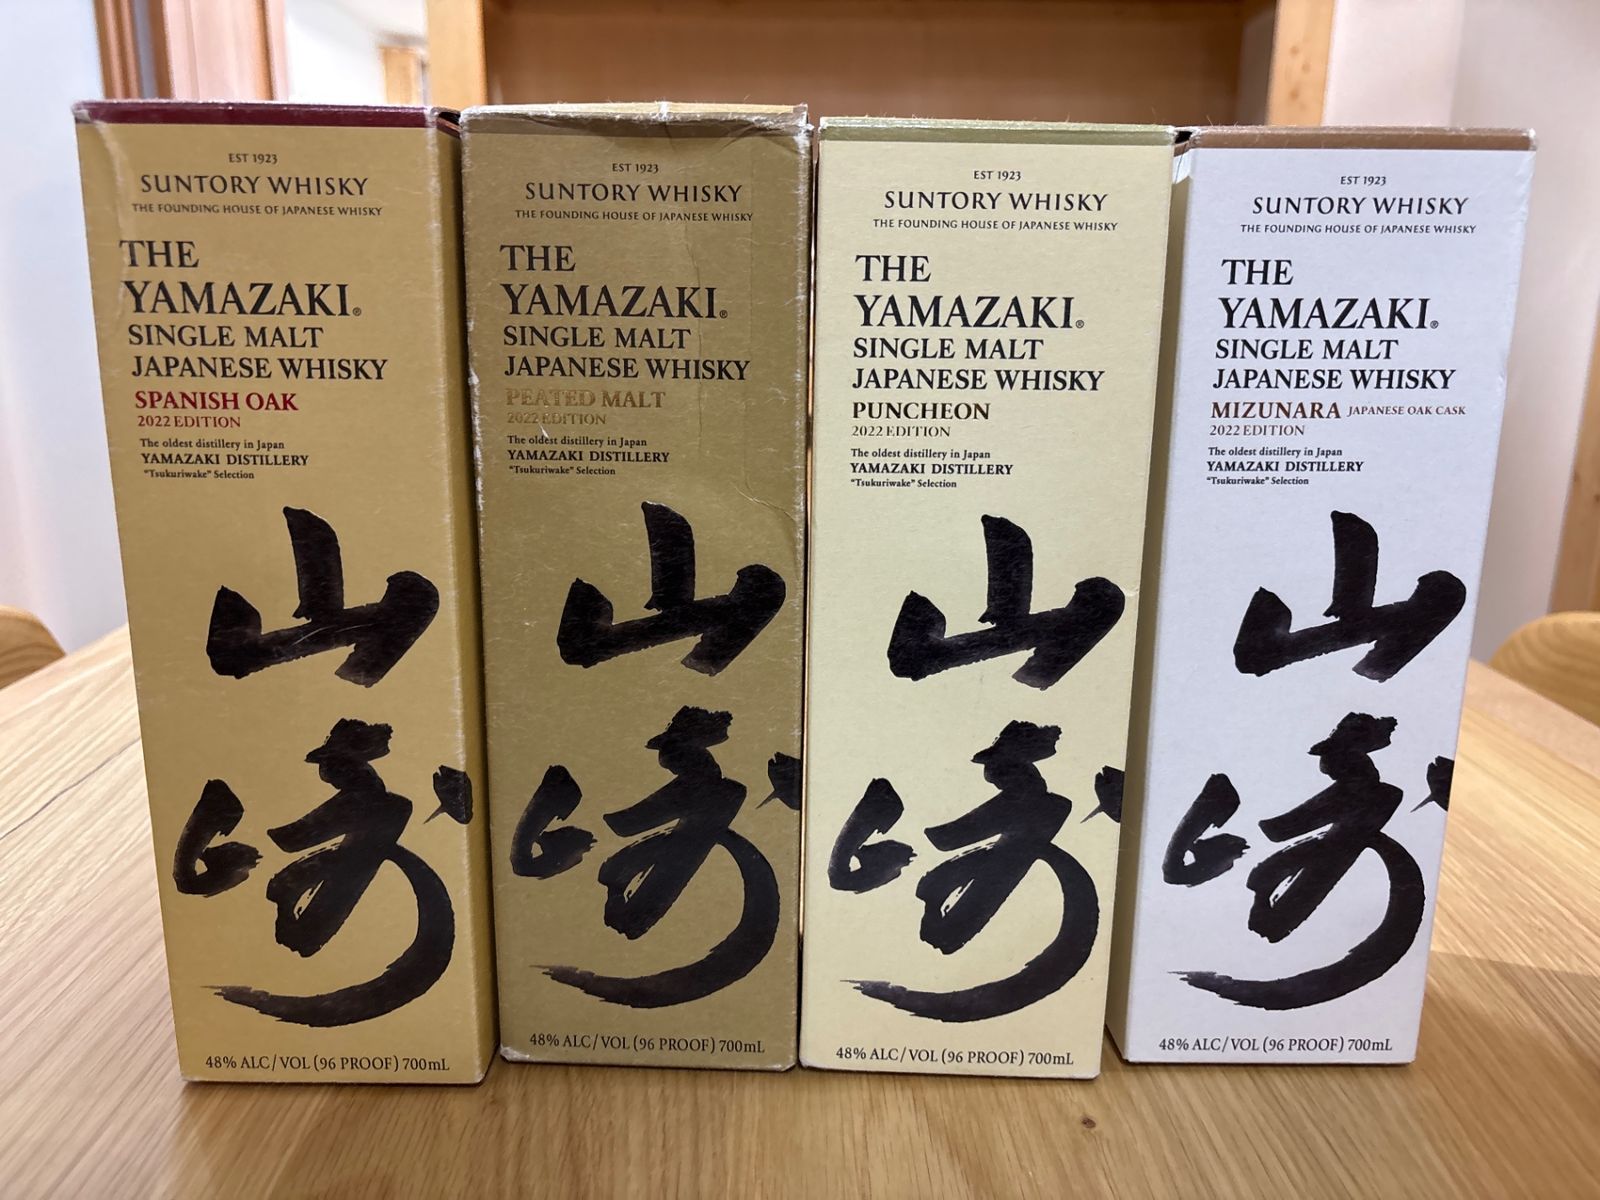 EST 1923
SUNTORY WHISKY
THE FOUNDING HOUSE OF JAPANESE WHISKY
THE
YAMAZAKI®
SINGLE MALT
JAPANESE WHISKY
SPANISH OAK
2022 EDITION
The oldest distillery in Japan
YAMAZAKI DISTILLERY
"Tsukuriwake" Selection
山崎
48% ALC/VOL (96 PROOF) 700mL
EST 1923
SUNTORY WHISKY
THE FOUNDING HOUSE OF JAPANESE WHISKY
THE
YAMAZAKI®
SINGLE MALT
JAPANESE WHISKY
PEATED MALT
2022 EDITION
The oldest distillery in Japan
YAMAZAKI DISTILLERY
"Tsukuriwake" Selection
山崎
48% ALC/VOL (96 PROOF) 700mL
EST 1923
SUNTORY WHISKY
THE FOUNDING HOUSE OF JAPANESE WHISKY
THE
YAMAZAKI®
SINGLE MALT
JAPANESE WHISKY
PUNCHEON
2022 EDITION
The oldest distillery in Japan
YAMAZAKI DISTILLERY
"Tsukuriwake" Selection
山崎
48% ALC/VOL (96 PROOF) 700mL
EST 1923
SUNTORY WHISKY
THE FOUNDING HOUSE OF JAPANESE WHISKY
THE
YAMAZAKI®
SINGLE MALT
JAPANESE WHISKY
MIZUNARA JAPANESE OAK CASK
2022 EDITION
The oldest distillery in Japan
YAMAZAKI DISTILLERY
"Tsukuriwake" Selection
山崎
48% ALC/VOL (96 PROOF) 700mL